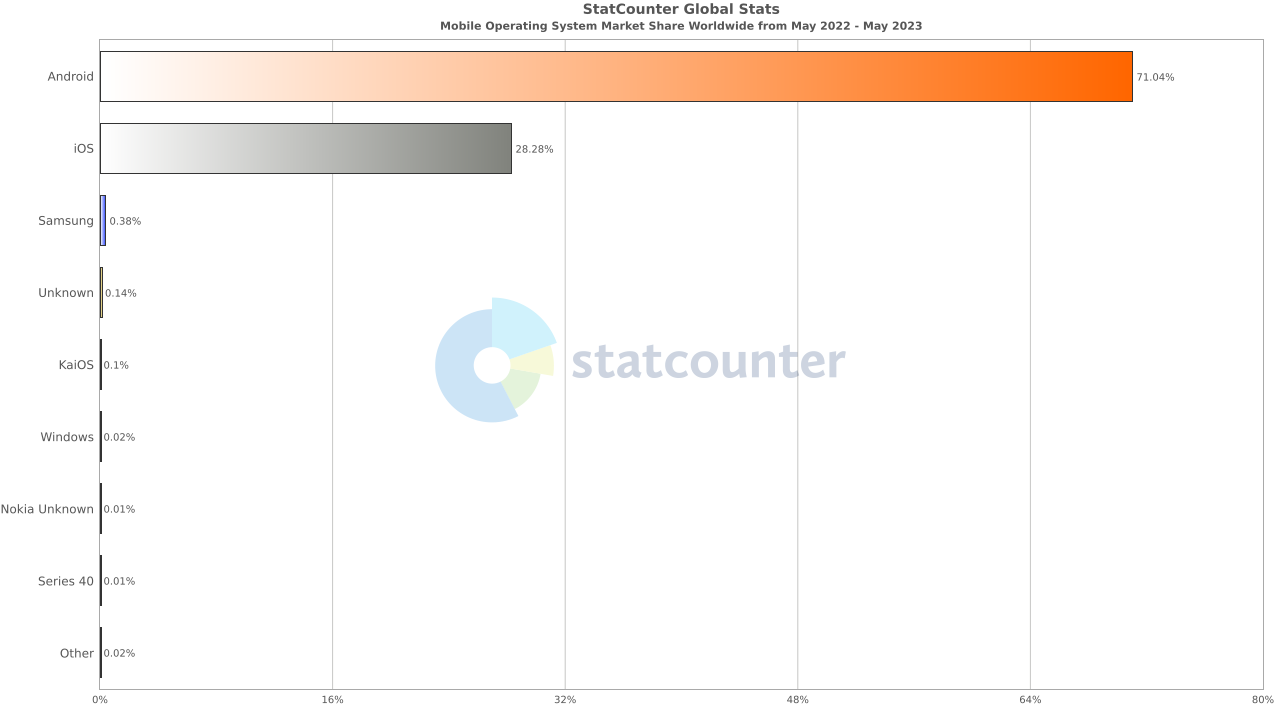 StatCounter Global Stats
Mobile Operating System Market Share Worldwide from May 2022 - May 2023
Android 71.04%
iOS 28.28%
Samsung 0.38%
Unknown 0.14%
KaiOS 0.1%
statcounter
Windows 0.02%
Nokia Unknown 0.01%
Series 40 0.01%
Other 0.02%
0% 16% 32% 48% 64% 80%